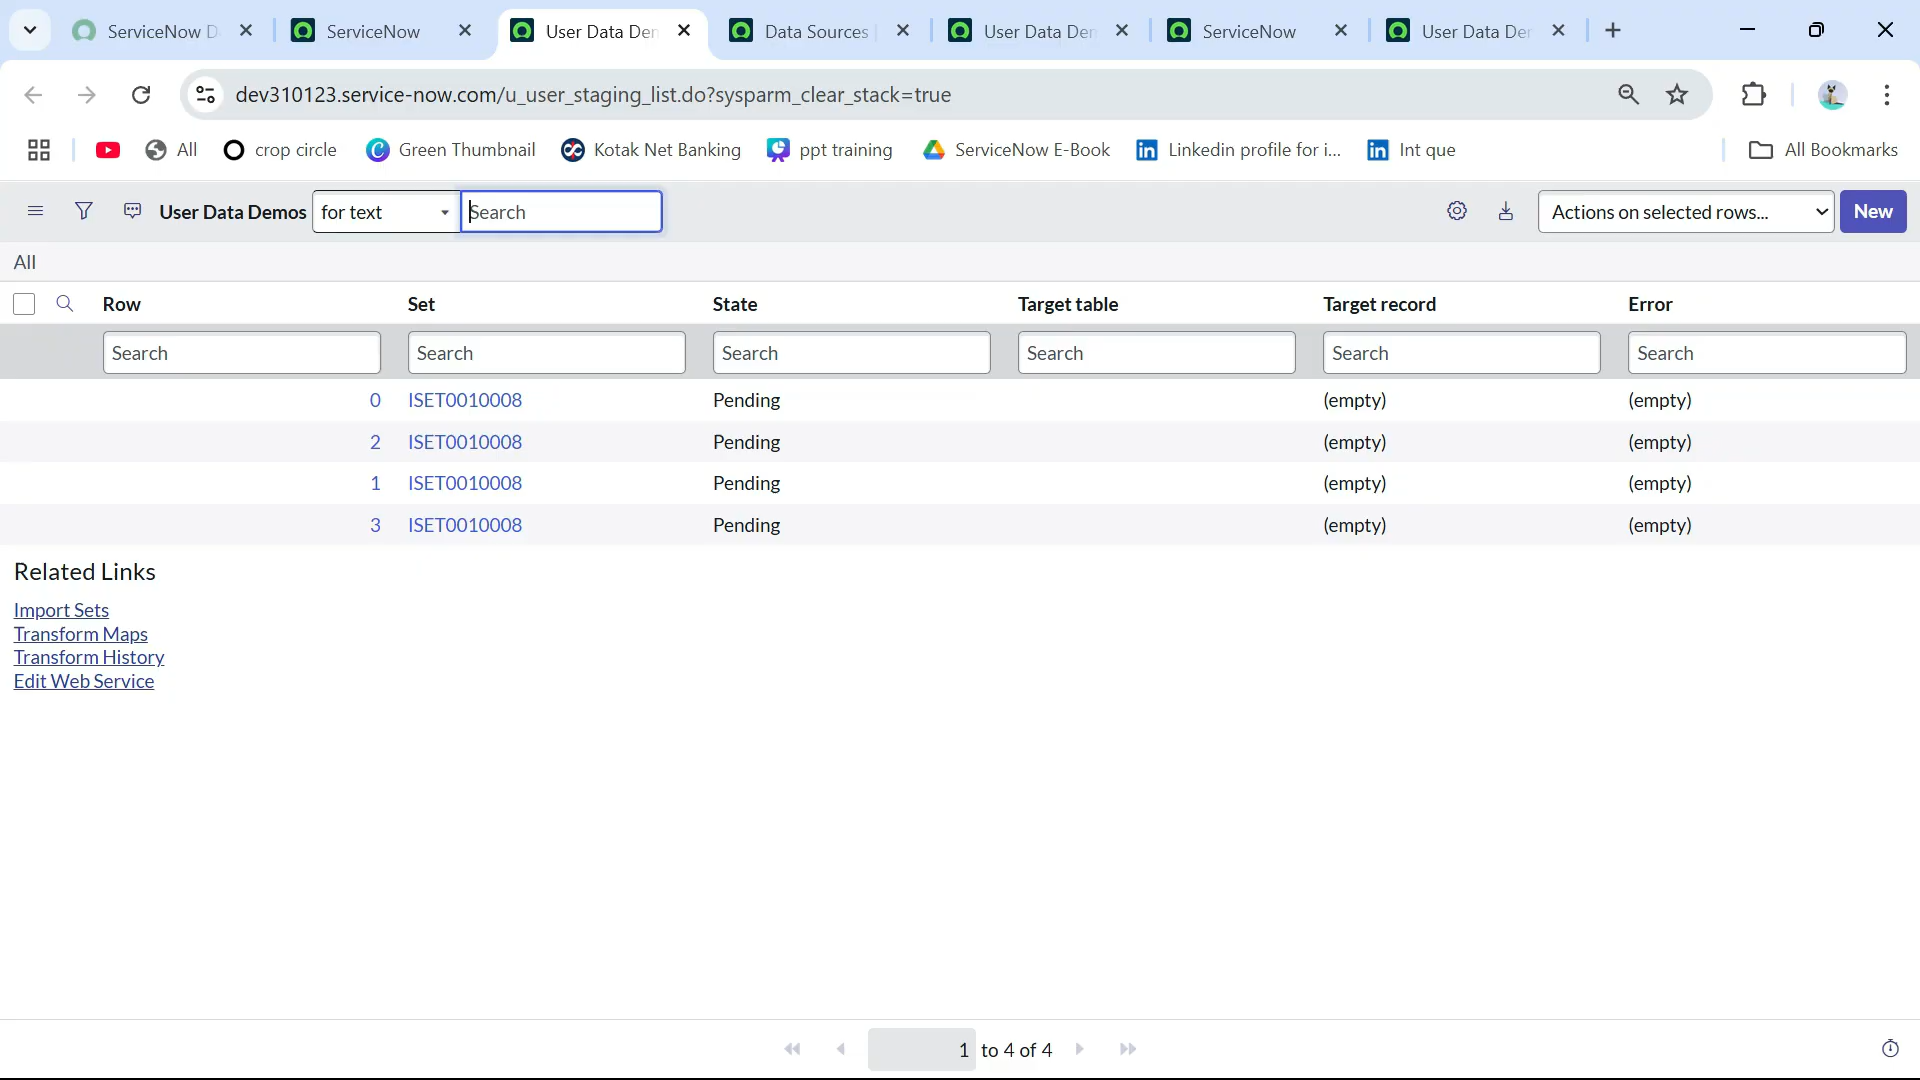 ServiceNow D
ServiceNow
User Data Den
Data Sources
User Data Den
ServiceNow
User Data Der
dev310123.service-now.com/u_user_staging_list.do?sysparm_clear_stack=true
All
crop circle
Green Thumbnail
Kotak Net Banking
ppt training
ServiceNow E-Book
Linkedin profile for i...
Int que
All Bookmarks
User Data Demos
for text
Search
Actions on selected rows...
New
All
Row Set State Target table Target record Error
Search Search Search Search Search Search
0 ISET0010008 Pending (empty) (empty)
2 ISET0010008 Pending (empty) (empty)
1 ISET0010008 Pending (empty) (empty)
3 ISET0010008 Pending (empty) (empty)
Related Links
Import Sets
Transform Maps
Transform History
Edit Web Service
1 to 4 of 4